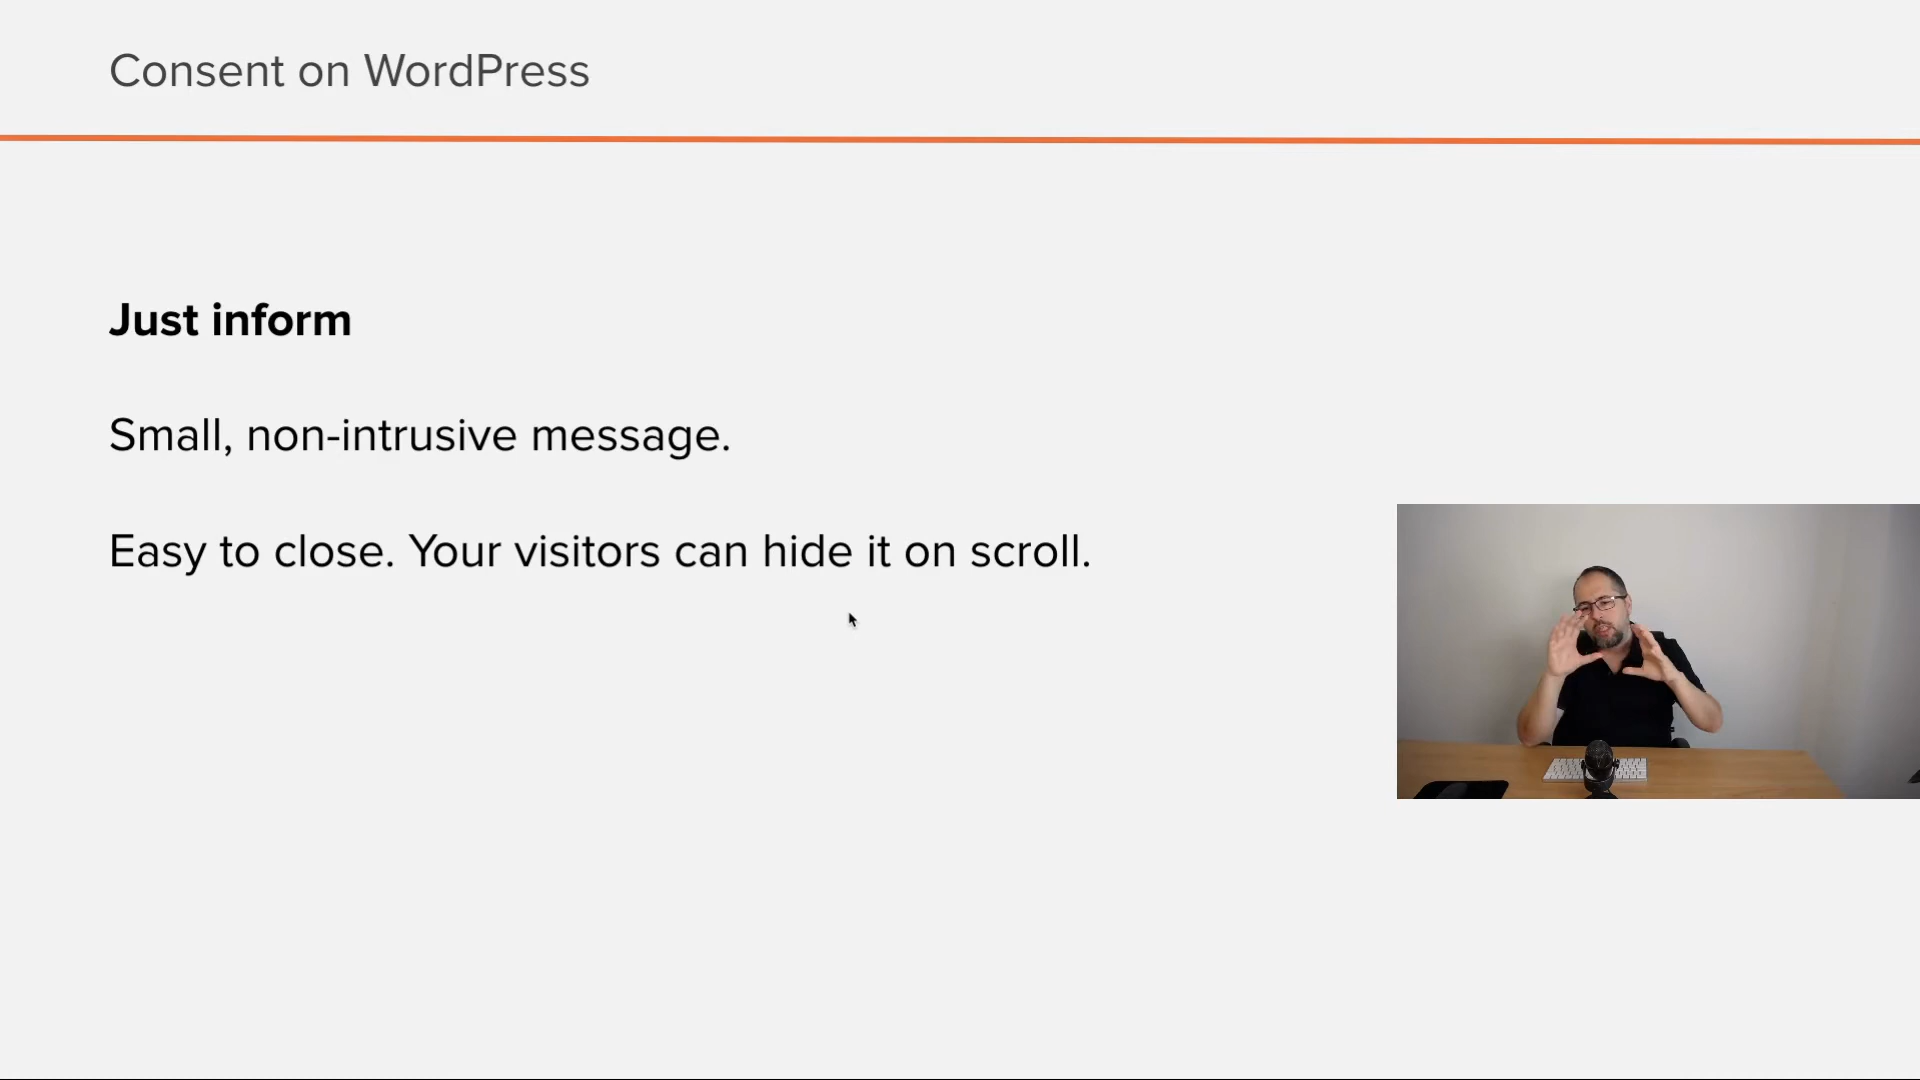 Consent on WordPress
Just inform
Small, non-intrusive message.
Easy to close. Your visitors can hide it on scroll.